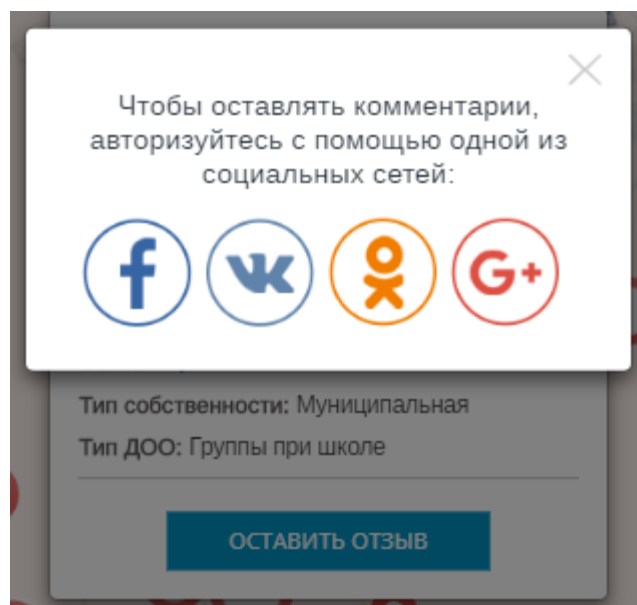 Чтобы оставлять комментарии,
авторизуйтесь с помощью одной из
социальных сетей:
f VK G+
Тип собственности: Муниципальная
Тип ДОО: Группы при школе
ОСТАВИТЬ ОТЗЫВ